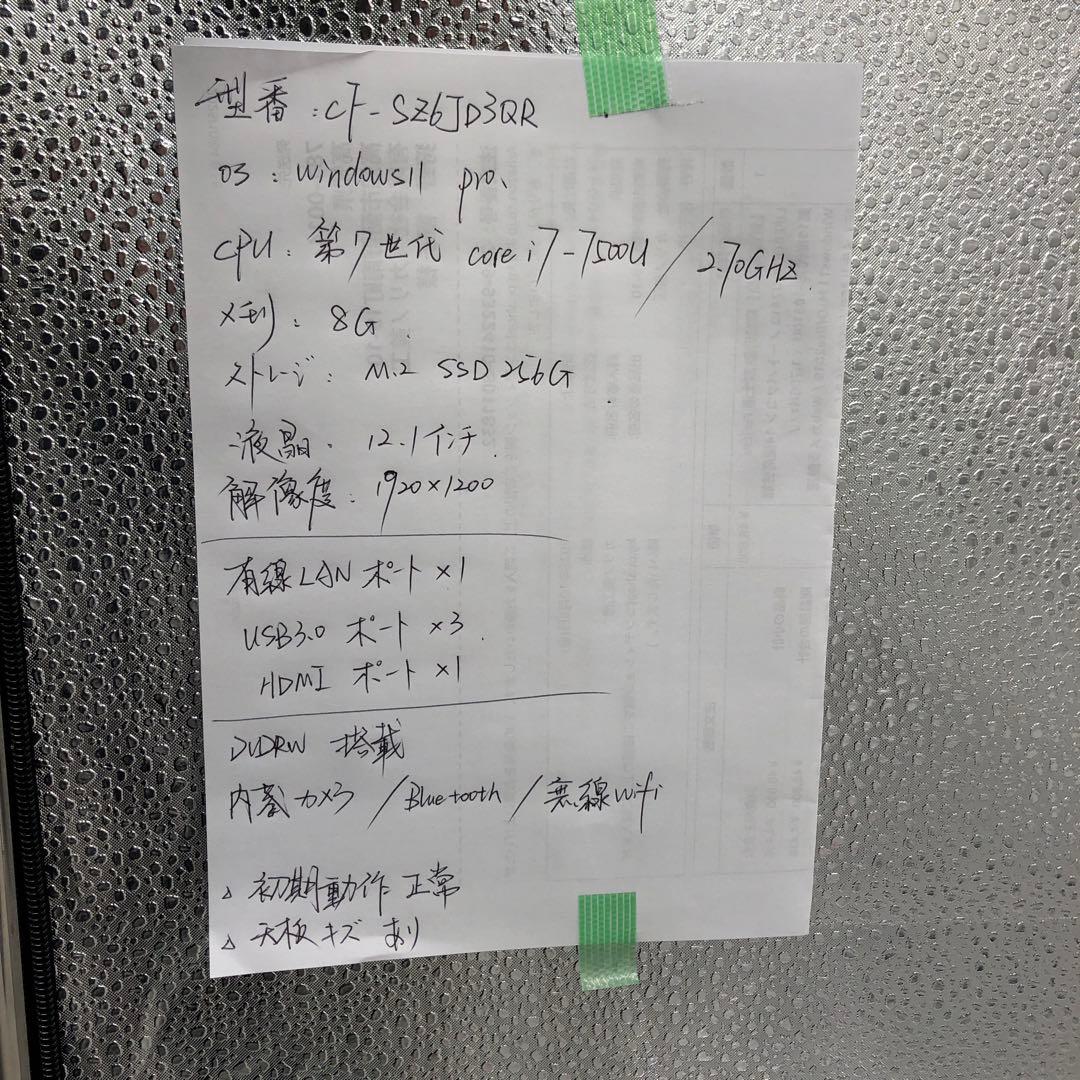 型番:CF-SZ6JD3QR
OS:Windows11 pro、
CPU:第7世代 core i7-7500U / 2.70GHz
メモリ:8G
ストレージ:M.2 SSD 256G
液晶. 12.1インチ
解像度:1920×1200
有線LAN ポート ×1
USB3.0 ポート ×3
HDMI ポート ×1
DVDRW 搭載
内蔵カメラ / Bluetooth / 無線wifi
△ 初期動作 正常
△ 天板キズ あり